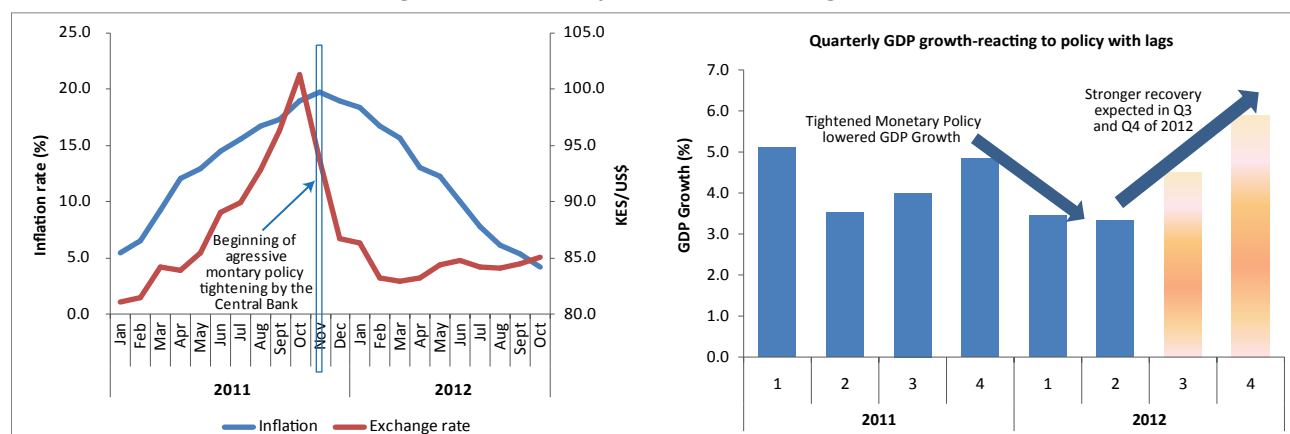 25.0
20.0
15.0
10.0
5.0
0.0
Inflation rate (%)
105.0
100.0
95.0
90.0
85.0
80.0
KES/US$
Beginning of
agressive
montary policy
tightening by the
Central Bank
Jan
Feb
Mar
Apr
May
Jun
Jul
Aug
Sept
Oct
Nov
Dec
Jan
Feb
Mar
Apr
May
Jun
Jul
Aug
Sept
Oct
2011
2012
Inflation
Exchange rate
Quarterly GDP growth-reacting to policy with lags
7.0
6.0
5.0
4.0
3.0
2.0
1.0
0.0
GDP Growth (%)
Tightened Monetary Policy
lowered GDP Growth
Stronger recovery
expected in Q3
and Q4 of 2012
1
2
3
4
1
2
3
4
2011
2012